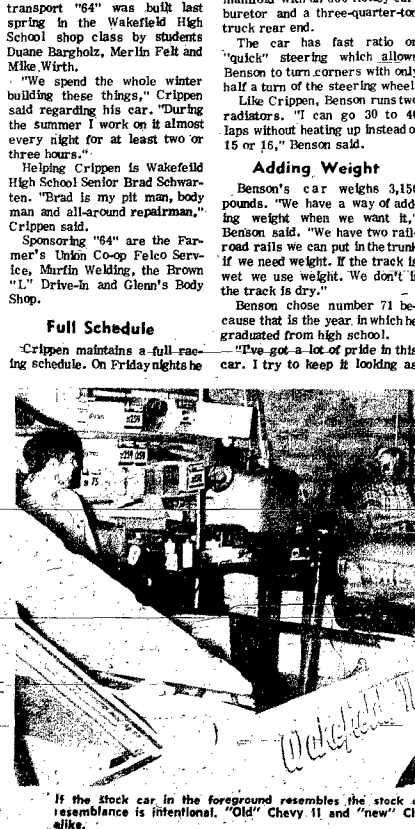 transport "64" was built last
spring in the Wakefield High
School shop class by students
Duane Bargholz, Merlin Felt and
Mike Wirth.
"We spend the whole winter
building these things," Crippen
said regarding his car. "During
the summer I work on it almost
every night for at least two or
three hours."
Helping Crippen is Wakefeild
High School Senior Brad Schwar-
ten. "Brad is my pit man, body
man and all-around repairman,"
Crippen said.
Sponsoring "64" are the Far-
mer's Union Co-op Felco Serv-
ice, Murfin Welding, the Brown
"L" Drive-In and Glenn's Body
Shop.
Full Schedule
Crippen maintains a full rac-
ing schedule. On Friday nights he
buretor and a three-quarter-ton
truck rear end.
The car has fast ratio or
"quick" steering which allows
Benson to turn corners with only
half a turn of the steering wheel.
Like Crippen, Benson runs two
radiators. "I can go 30 to 40
laps without heating up instead o
15 or 16," Benson said.
Adding Weight
Benson's car weighs 3,150
pounds. "We have a way of add-
ing weight when we want it,"
Benson said. "We have two rail-
road rails we can put in the trunk
if we need weight. If the track is
wet we use weight. We don't i
the track is dry."
Benson chose number 71 be-
cause that is the year in which he
graduated from high school.
"I've got a lot of pride in this
car. I try to keep it looking as
Wakefield
If the stock car in the foreground resembles the stock
resemblance is intentional. "Old" Chevy II and "new" C
alike.